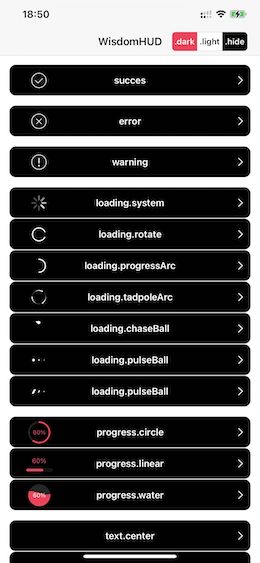 18:50
WisdomHUD .dark .light .hide
succes
error
warning
loading.system
loading.rotate
loading.progressArc
loading.tadpoleArc
loading.chaseBall
loading.pulseBall
loading.pulseBall
60% progress.circle
60% progress.linear
60% progress.water
text.center